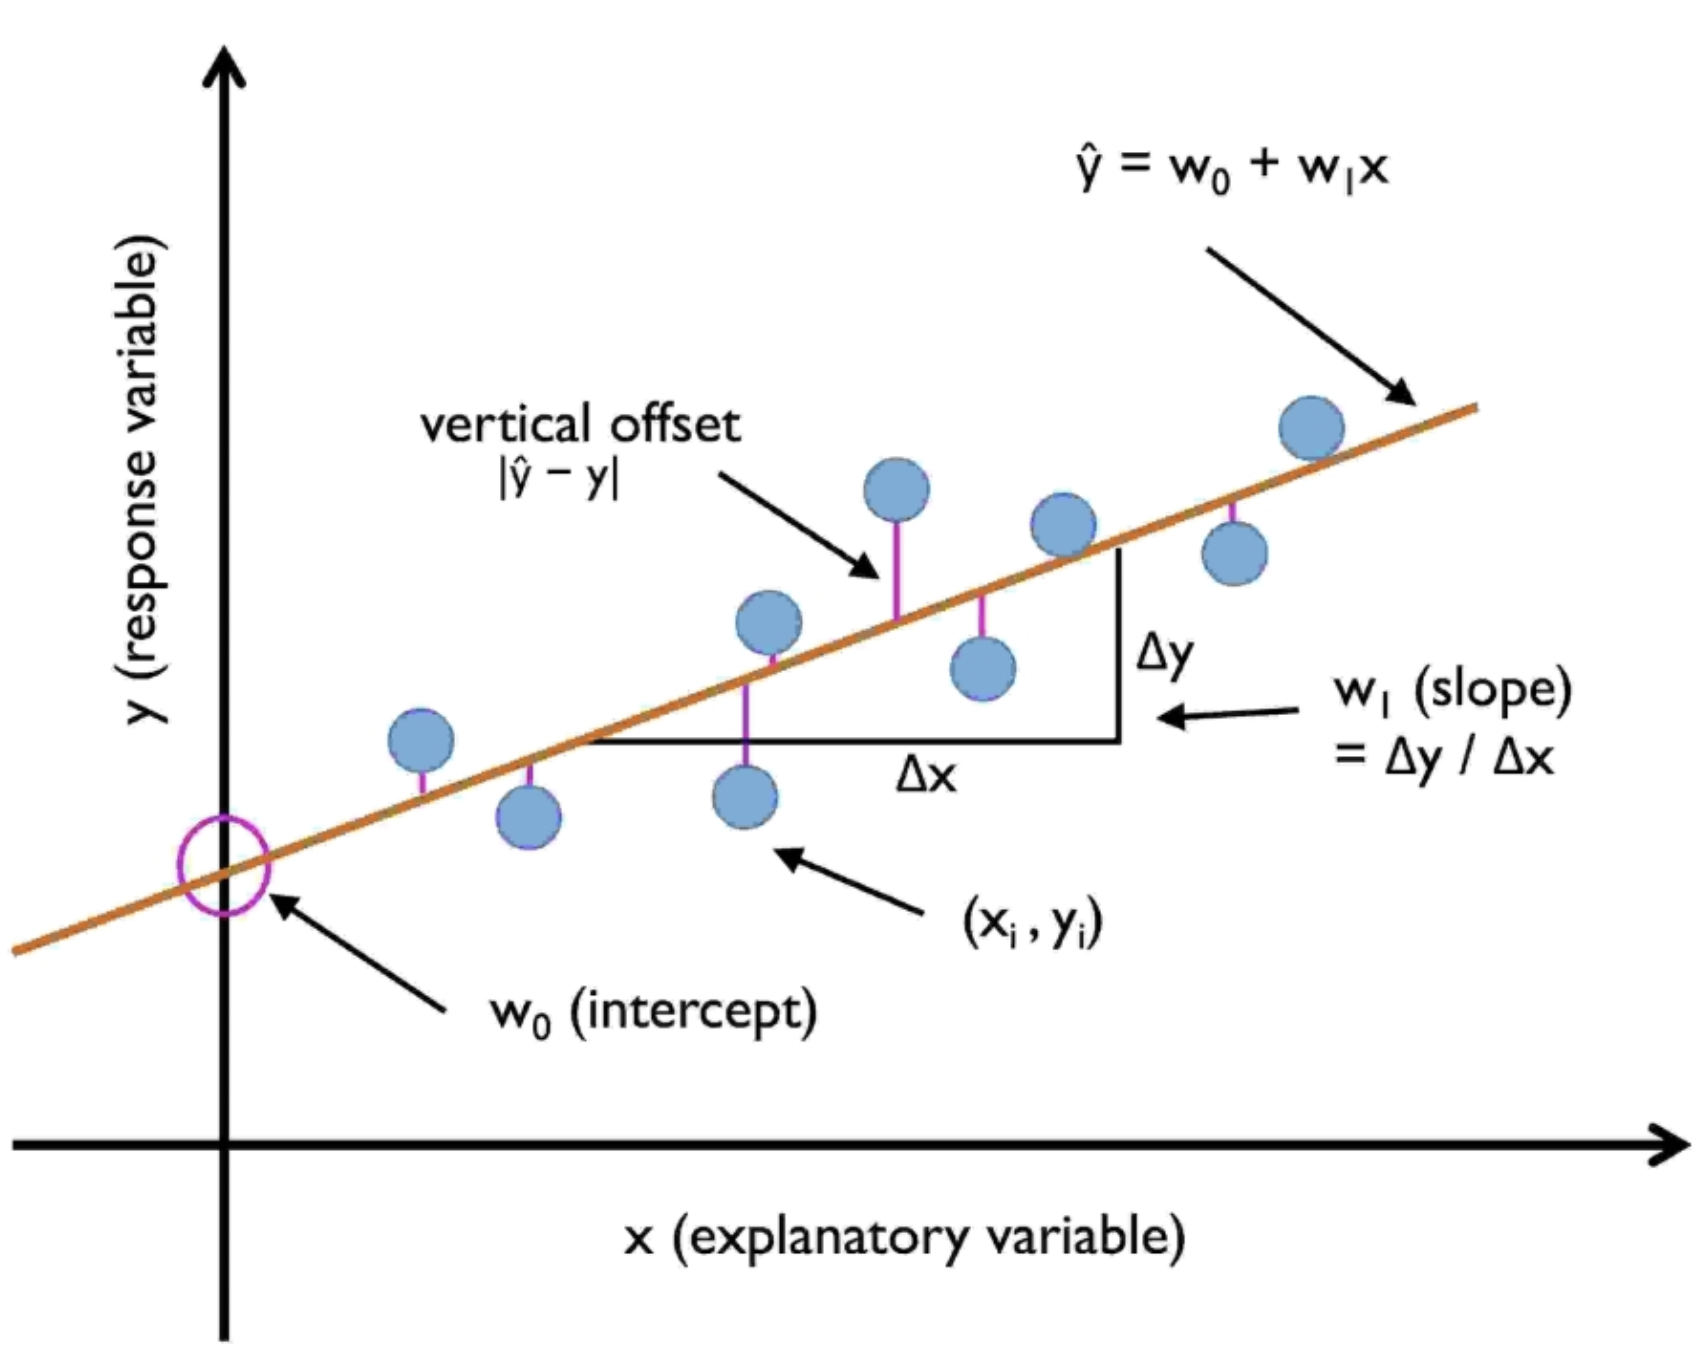 ŷ = w₀ + w₁x
y (response variable)
vertical offset
|ŷ − y|
Δy
w₁ (slope)
= Δy / Δx
Δx
(xᵢ , yᵢ)
w₀ (intercept)
x (explanatory variable)